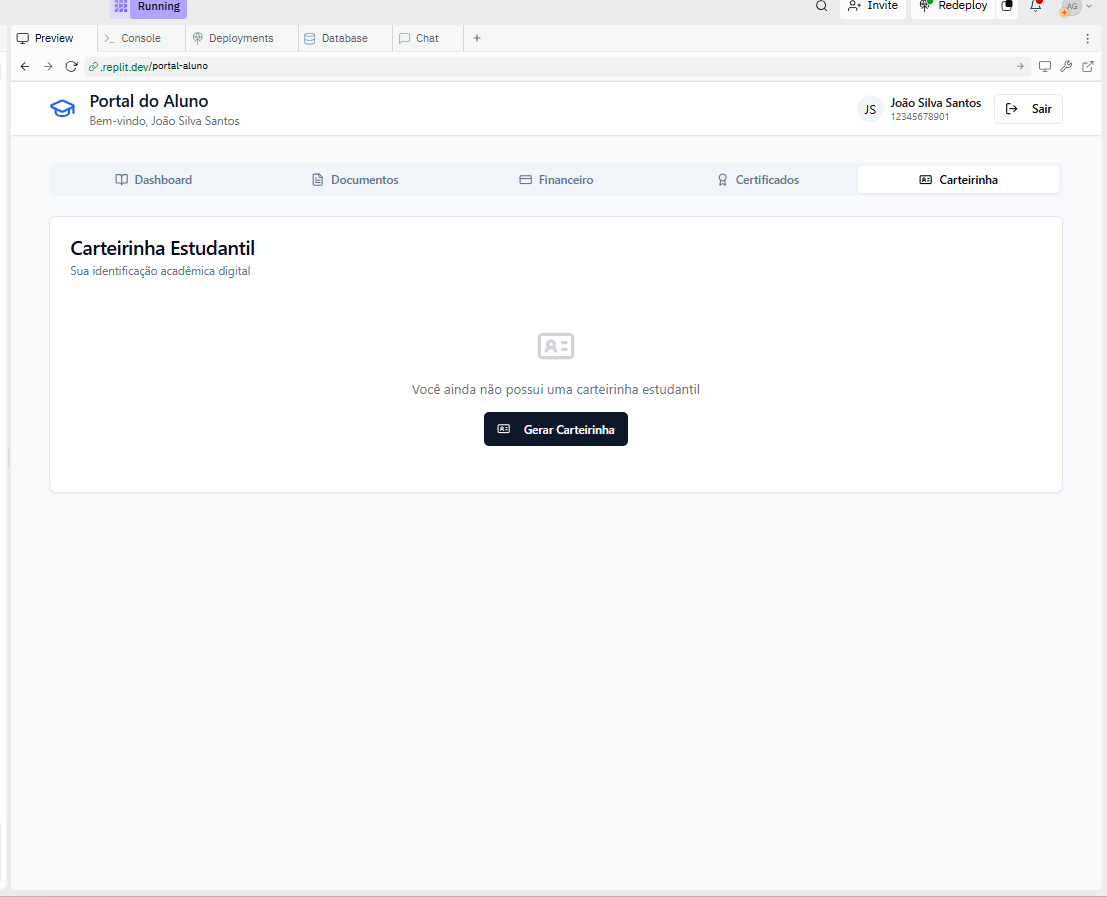 Running
Invite
Redeploy
AG
Preview
>_ Console
Deployments
Database
Chat
+
.replit.dev/portal-aluno
Portal do Aluno
Bem-vindo, João Silva Santos
JS
João Silva Santos
12345678901
Sair
Dashboard
Documentos
Financeiro
Certificados
Carteirinha
Carteirinha Estudantil
Sua identificação acadêmica digital
Você ainda não possui uma carteirinha estudantil
Gerar Carteirinha